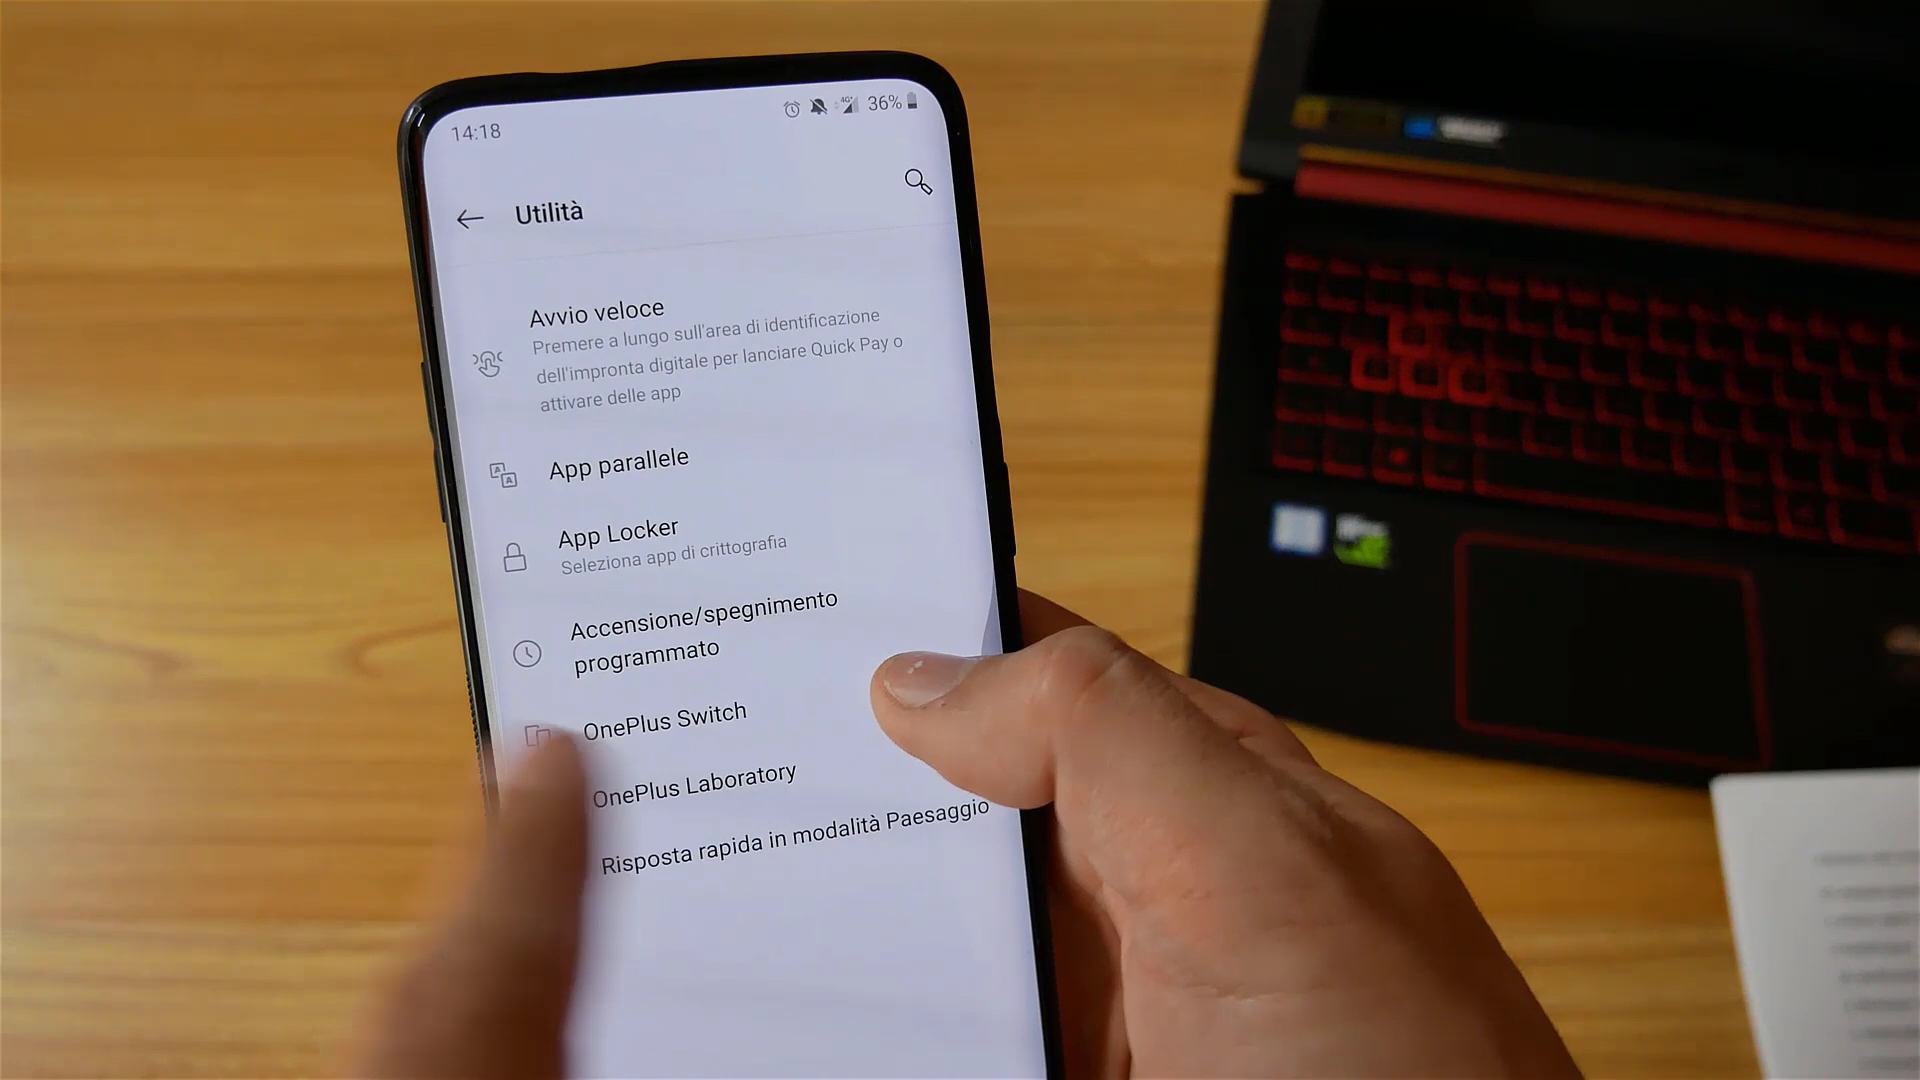 14:18
4G+ 36%
Utilità
Avvio veloce
Premere a lungo sull'area di identificazione
dell'impronta digitale per lanciare Quick Pay o
attivare delle app
App parallele
App Locker
Seleziona app di crittografia
Accensione/spegnimento
programmato
OnePlus Switch
OnePlus Laboratory
Risposta rapida in modalità Paesaggio